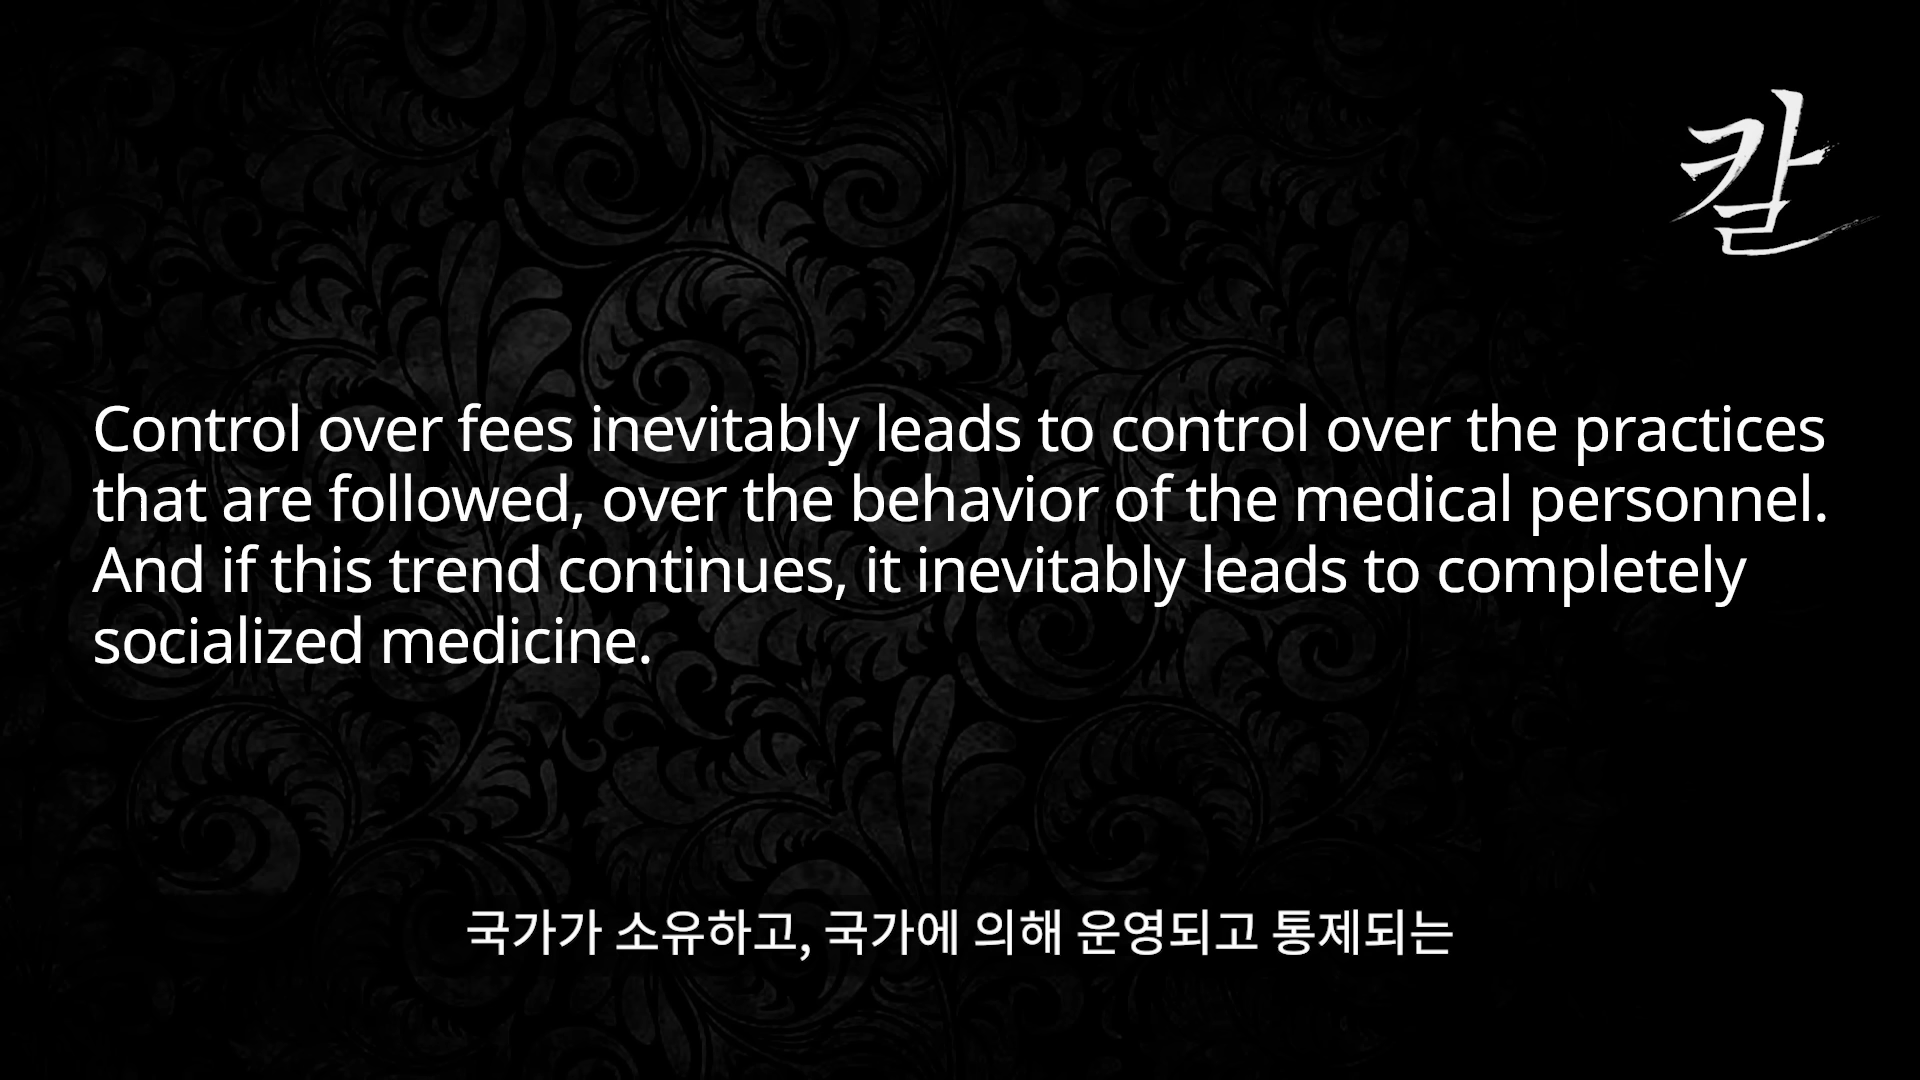 칼
Control over fees inevitably leads to control over the practices
that are followed, over the behavior of the medical personnel.
And if this trend continues, it inevitably leads to completely
socialized medicine.
국가가 소유하고, 국가에 의해 운영되고 통제되는